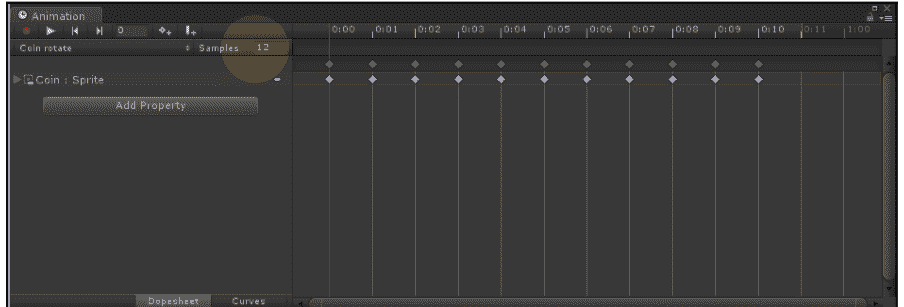 Animation
0 0:00 0:01 0:02 0:03 0:04 0:05 0:06 0:07 0:08 0:09 0:10 0:11 1:00
Coin rotate Samples 12
Coin : Sprite
Add Property
Dopesheet Curves